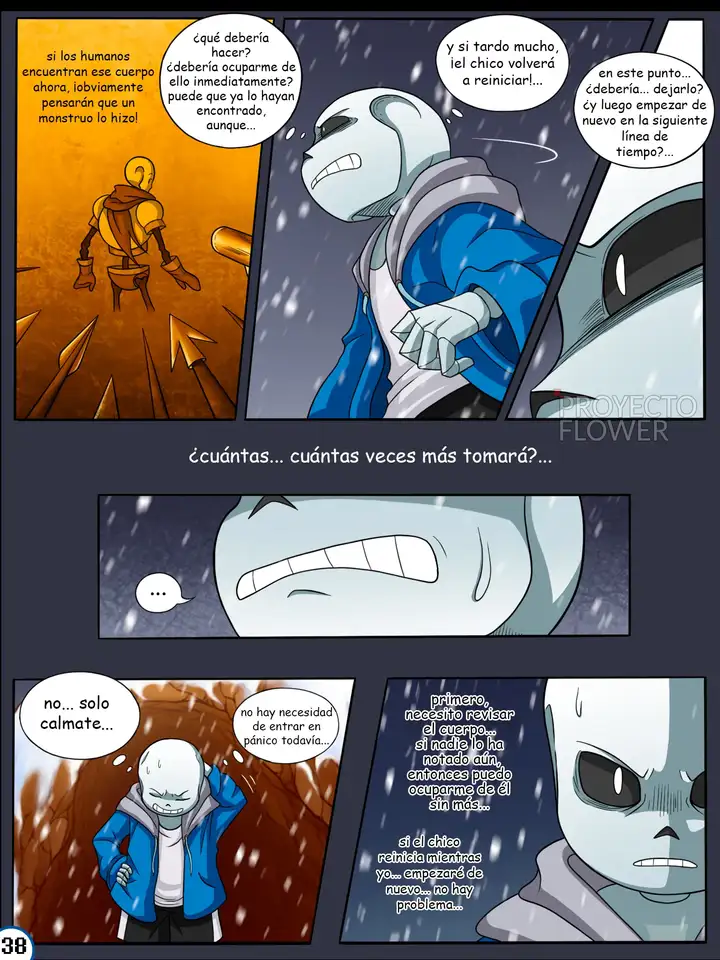 si los humanos
encuentran ese cuerpo
ahora, ¡obviamente
pensarán que un
monstruo lo hizo!
¿qué debería
hacer?
¿debería ocuparme de
ello inmediatamente?
puede que ya lo hayan
encontrado,
aunque...
y si tardo mucho,
¡el chico volverá
a reiniciar!...
en este punto...
¿debería... dejarlo?
¿y luego empezar de
nuevo en la siguiente
línea de
tiempo?...
PROYECTO
FLOWER
¿cuántas... cuántas veces más tomará?...
...
no... solo
calmate...
no hay necesidad
de entrar en
pánico todavía...
primero,
necesito revisar
el cuerpo...
si nadie lo ha
notado aún,
entonces puedo
ocuparme de él
sin más...
si el chico
reinicia mientras
yo... empezaré de
nuevo... no hay
problema...
38